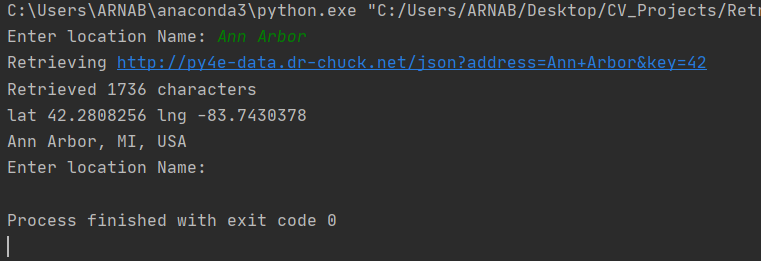 C:\Users\ARNAB\anaconda3\python.exe "C:/Users/ARNAB/Desktop/CV_Projects/Retr
Enter location Name: Ann Arbor
Retrieving http://py4e-data.dr-chuck.net/json?address=Ann+Arbor&key=42
Retrieved 1736 characters
lat 42.2808256 lng -83.7430378
Ann Arbor, MI, USA
Enter location Name:
Process finished with exit code 0